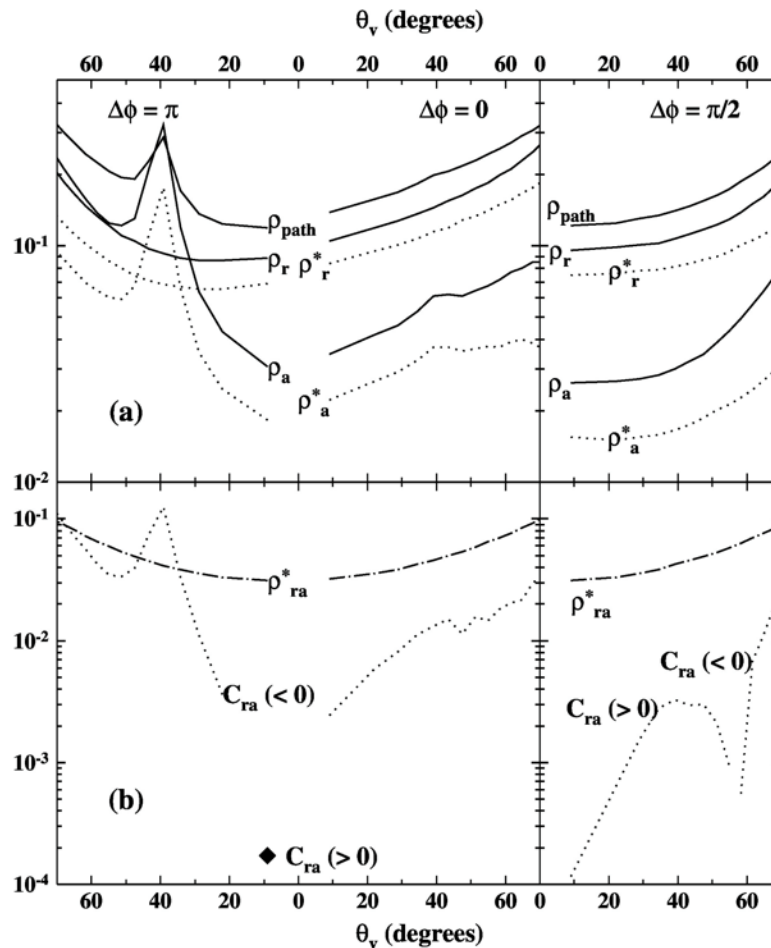 θv (degrees)
60 40 20 0 20 40 60 0 20 40 60
Δϕ = π Δϕ = 0 Δϕ = π/2
ρpath ρpath
10^-1
ρr ρ*r ρr ρ*r
ρa ρ*a ρa ρ*a
(a)
10^-2
10^-1
ρ*ra ρ*ra
10^-2
Cra (< 0) Cra (< 0)
Cra (> 0)
10^-3
(b)
Cra (> 0)
10^-4
60 40 20 0 20 40 60 0 20 40 60
θv (degrees)